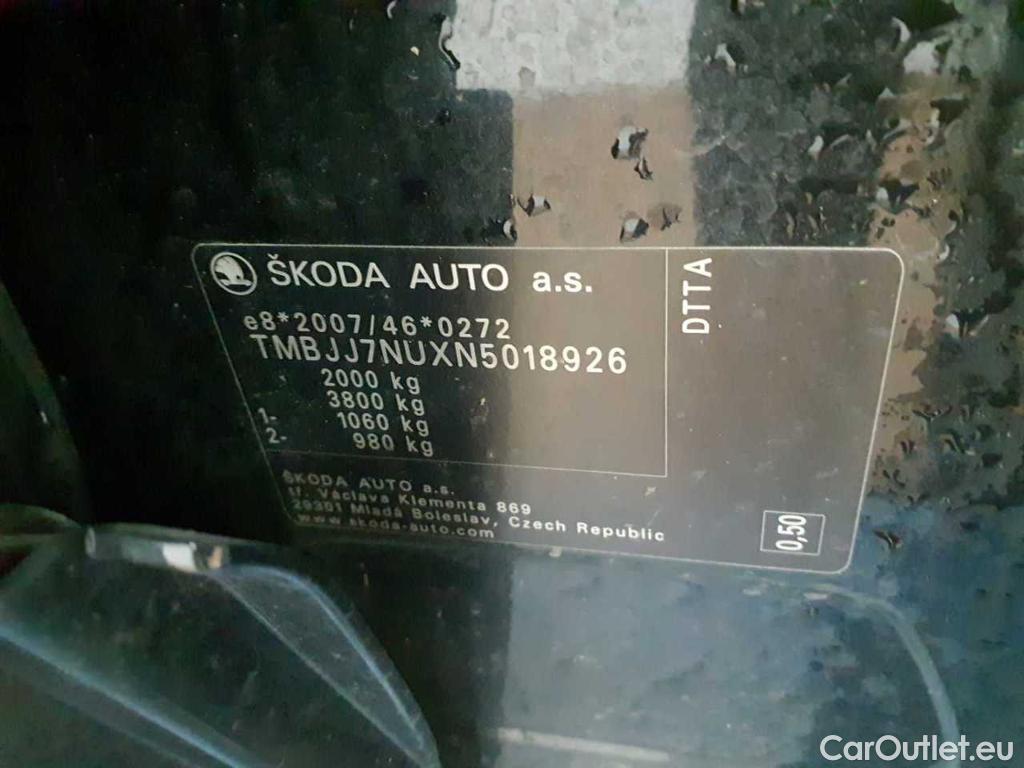 ŠKODA AUTO a.s.
e8*2007/46*0272
TMBJJ7NUXN5018926
2000 kg
3800 kg
1- 1060 kg
2- 980 kg
ŠKODA AUTO a.s.
tř. Václava Klementa 869
29301 Mladá Boleslav, Czech Republic
www.skoda-auto.com
DTTA
0,50
CarOutlet.eu